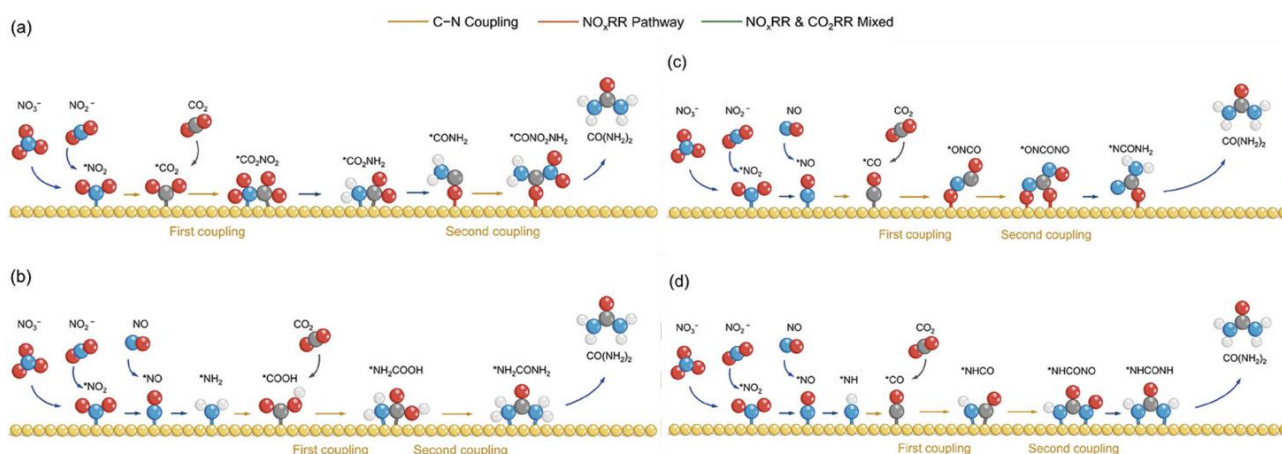 C−N Coupling
NOₓRR Pathway
NOₓRR & CO₂RR Mixed
(a)
NO₃⁻
NO₂⁻
*NO₂
CO₂
*CO₂
*CO₂NO₂
*CO₂NH₂
*CONH₂
*CONO₂NH₂
CO(NH₂)₂
First coupling
Second coupling
(b)
NO₃⁻
NO₂⁻
NO
*NO₂
*NO
*NH₂
CO₂
*COOH
*NH₂COOH
*NH₂CONH₂
CO(NH₂)₂
First coupling
Second coupling
(c)
NO₃⁻
NO₂⁻
NO
*NO₂
*NO
CO₂
*CO
*ONCO
*ONCONO
*NCONH₂
CO(NH₂)₂
First coupling
Second coupling
(d)
NO₃⁻
NO₂⁻
NO
*NO₂
*NO
*NH
CO₂
*CO
*NHCO
*NHCONO
*NHCONH
CO(NH₂)₂
First coupling
Second coupling